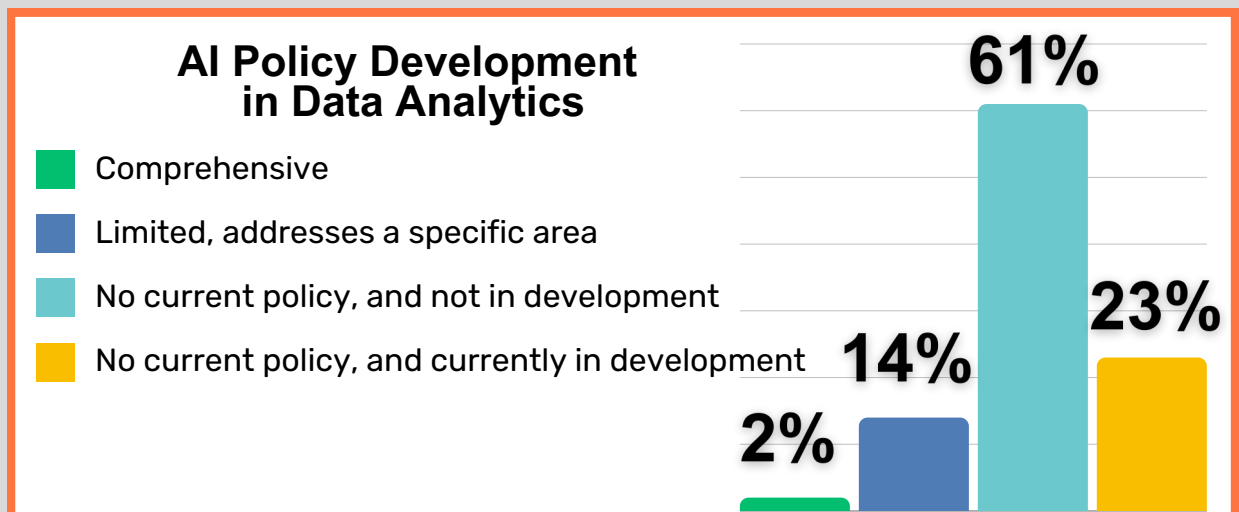 AI Policy Development
in Data Analytics
Comprehensive
Limited, addresses a specific area
No current policy, and not in development
No current policy, and currently in development
2%
14%
61%
23%